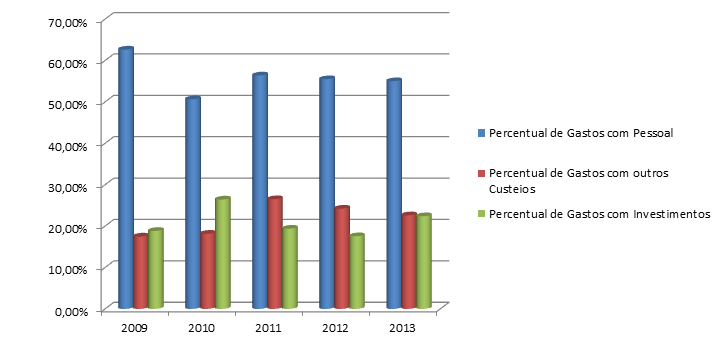 70,00%
60,00%
50,00%
40,00%
30,00%
20,00%
10,00%
0,00%
2009 2010 2011 2012 2013
Percentual de Gastos com Pessoal
Percentual de Gastos com outros
Custeios
Percentual de Gastos com Investimentos